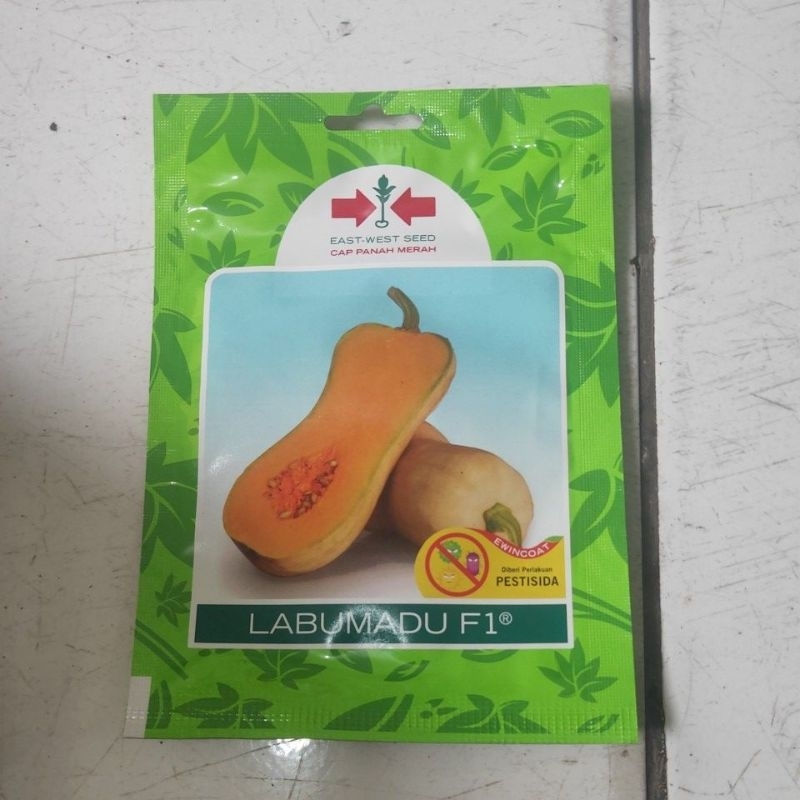 EAST-WEST SEED
CAP PANAH MERAH
EWINCOAT
Diberi Perlakuan
PESTISIDA
LABUMADU F1®